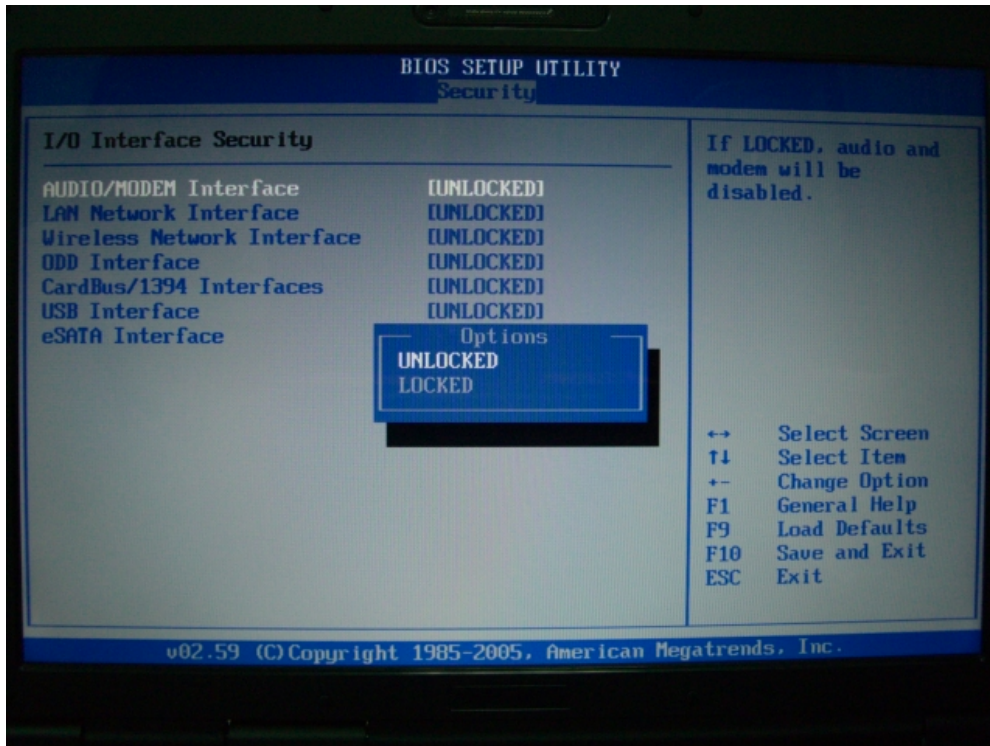 BIOS SETUP UTILITY
Security
I/O Interface Security
AUDIO/MODEM Interface [UNLOCKED]
LAN Network Interface [UNLOCKED]
Wireless Network Interface [UNLOCKED]
ODD Interface [UNLOCKED]
CardBus/1394 Interfaces [UNLOCKED]
USB Interface [UNLOCKED]
eSATA Interface
Options
UNLOCKED
LOCKED
If LOCKED, audio and
modem will be
disabled.
←→ Select Screen
↑↓ Select Item
+- Change Option
F1 General Help
F9 Load Defaults
F10 Save and Exit
ESC Exit
v02.59 (C)Copyright 1985-2005, American Megatrends, Inc.